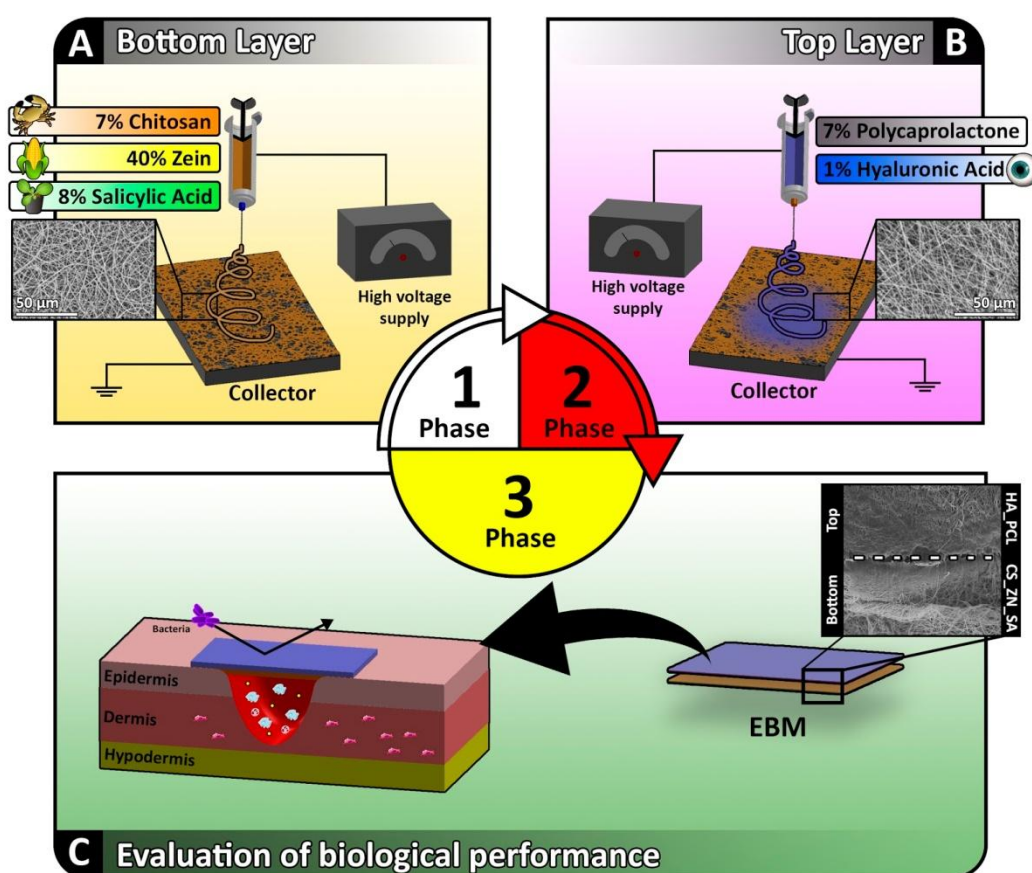 A Bottom Layer
7% Chitosan
40% Zein
8% Salicylic Acid
50 µm
High voltage
supply
Collector
Top Layer B
7% Polycaprolactone
1% Hyaluronic Acid
50 µm
High voltage
supply
Collector
1
Phase
2
Phase
3
Phase
Top
Bottom
HA_PCL
CS_ZN_SA
Bacteria
Epidermis
Dermis
Hypodermis
EBM
C Evaluation of biological performance